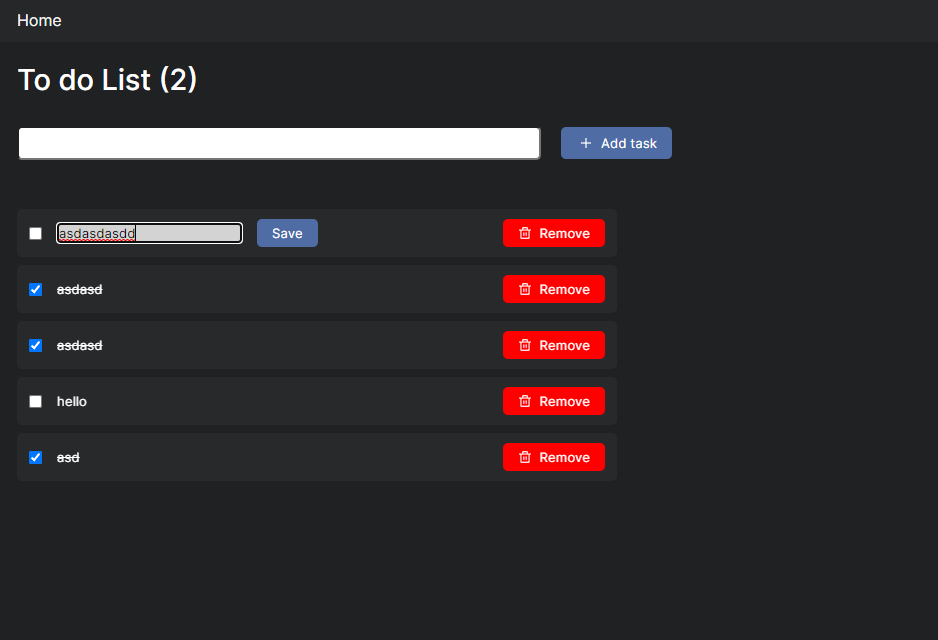 Home
To do List (2)
+ Add task
asdasdasdd Save Remove
asdasd Remove
asdasd Remove
hello Remove
asd Remove